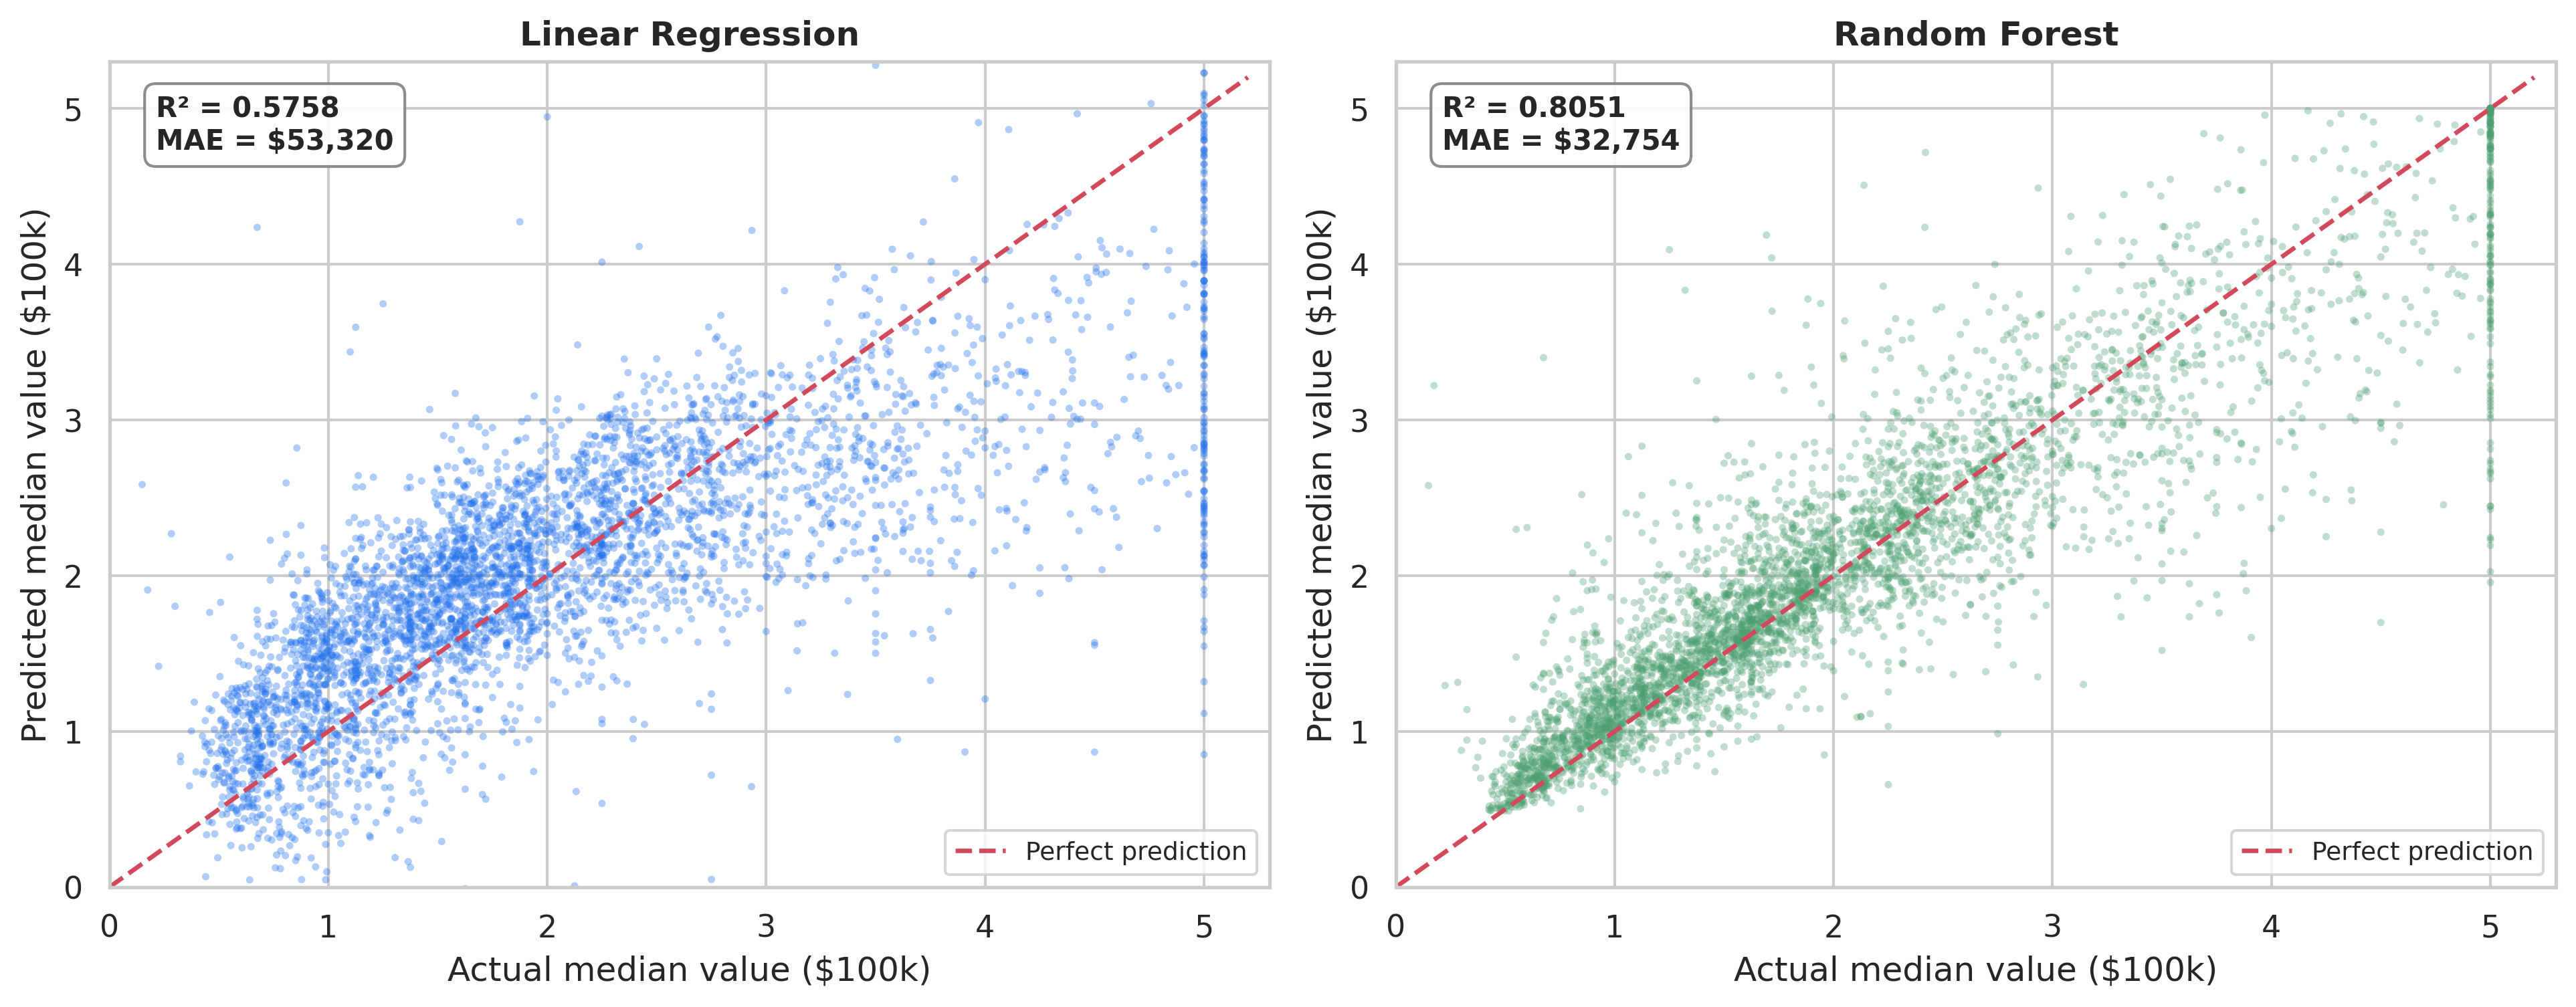 Linear Regression
R² = 0.5758
MAE = $53,320
Predicted median value ($100k)
5
4
3
2
1
0
0 1 2 3 4 5
Actual median value ($100k)
Perfect prediction
Random Forest
R² = 0.8051
MAE = $32,754
Predicted median value ($100k)
5
4
3
2
1
0
0 1 2 3 4 5
Actual median value ($100k)
Perfect prediction